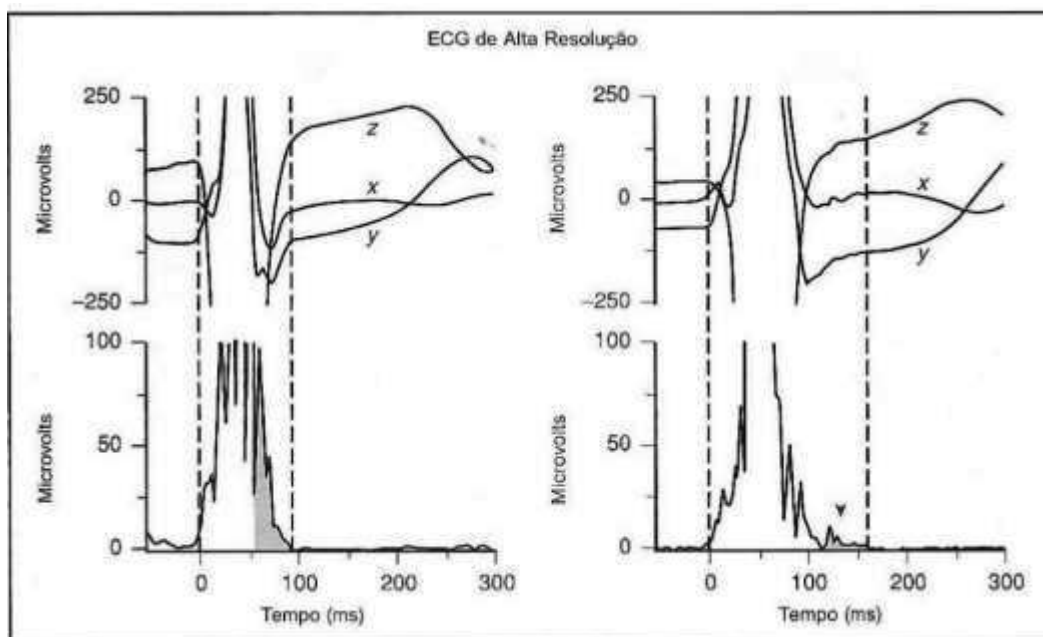 ECG de Alta Resolução
250
0
−250
Microvolts
z
x
y
250
0
−250
Microvolts
z
x
y
100
50
0
Microvolts
0 100 200 300
Tempo (ms)
100
50
0
Microvolts
0 100 200 300
Tempo (ms)